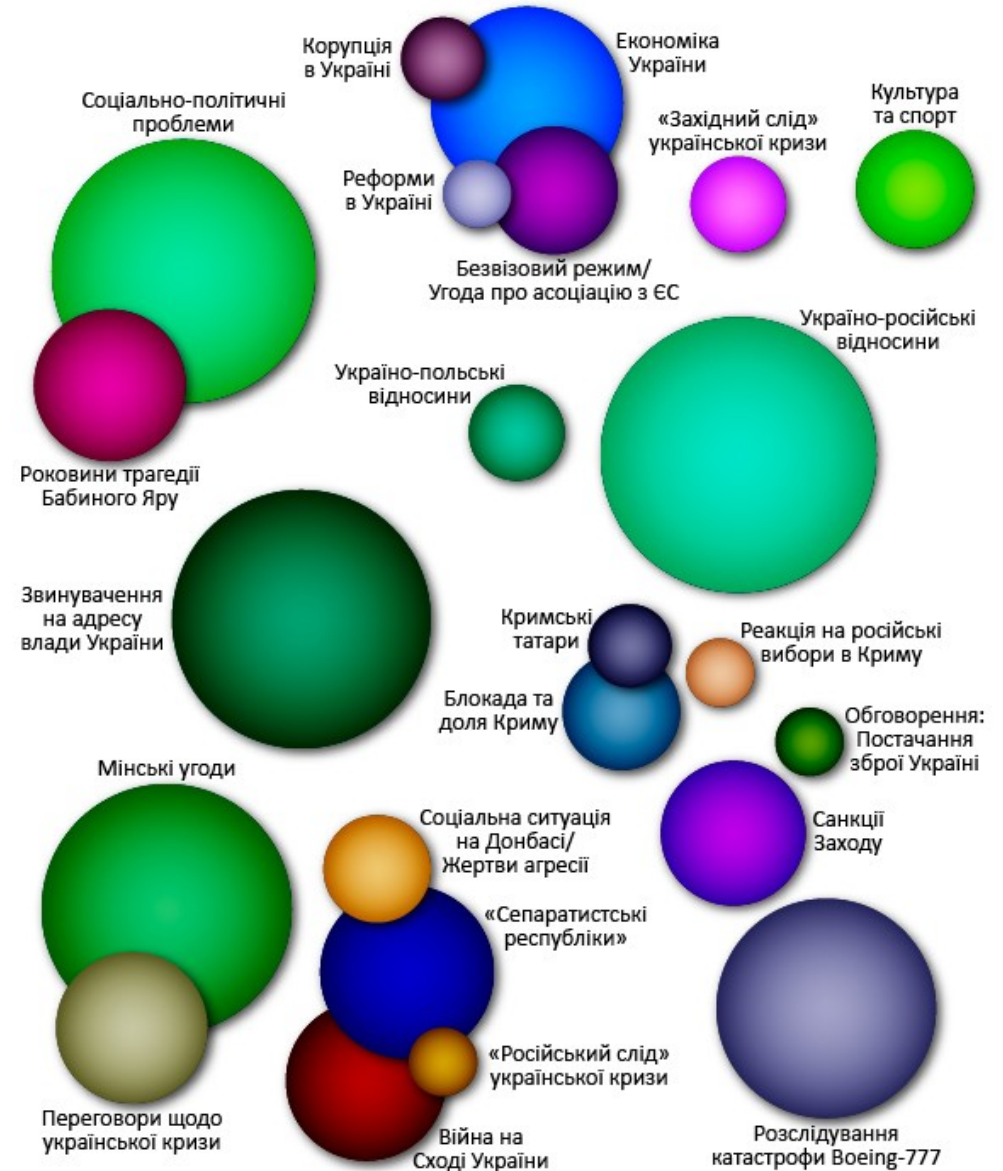 Корупція
в Україні
Економіка
України
Соціально-політичні
проблеми
«Західний слід»
української кризи
Культура
та спорт
Реформи
в Україні
Безвізовий режим/
Угода про асоціацію з ЄС
Україно-російські
відносини
Україно-польські
відносини
Роковини трагедії
Бабиного Яру
Звинувачення
на адресу
влади України
Кримські
татари
Реакція на російські
вибори в Криму
Блокада та
доля Криму
Обговорення:
Постачання
зброї Україні
Мінські угоди
Соціальна ситуація
на Донбасі/
Жертви агресії
Санкції
Заходу
«Сепаратистські
республіки»
«Російський слід»
української кризи
Переговори щодо
української кризи
Війна на
Сході України
Розслідування
катастрофи Boeing-777